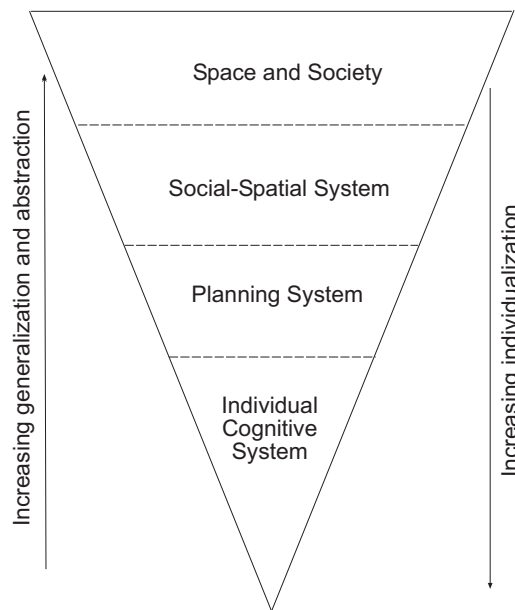 Space and Society
Social-Spatial System
Planning System
Individual
Cognitive
System
Increasing generalization and abstraction
Increasing individualization